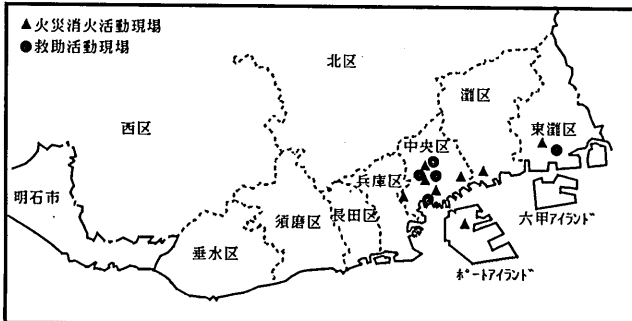 ▲火災消火活動現場
●救助活動現場
北区
灘区
西区
東灘区
中央区
兵庫区
明石市
須磨区
長田区
六甲アイランド
垂水区
ポートアイランド